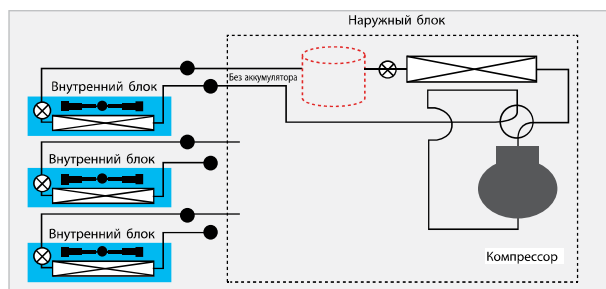 Наружный блок
Без аккумулятора
Внутренний блок
Внутренний блок
Внутренний блок
Компрессор